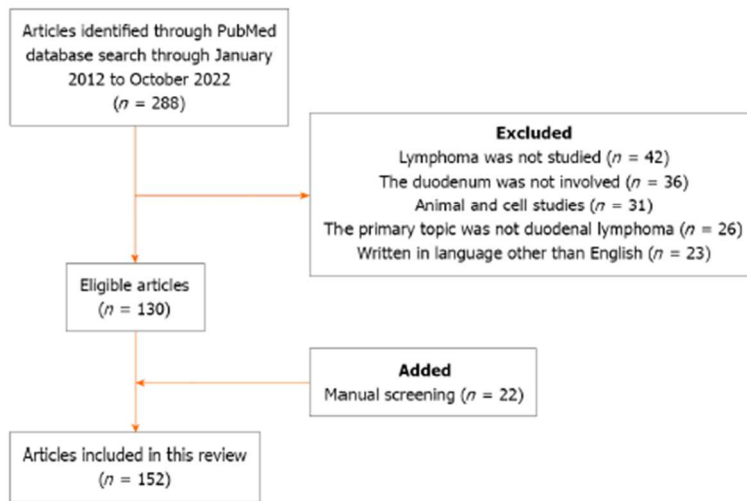 Articles identified through PubMed
database search through January
2012 to October 2022
(n = 288)
Excluded
Lymphoma was not studied (n = 42)
The duodenum was not involved (n = 36)
Animal and cell studies (n = 31)
The primary topic was not duodenal lymphoma (n = 26)
Written in language other than English (n = 23)
Eligible articles
(n = 130)
Added
Manual screening (n = 22)
Articles included in this review
(n = 152)